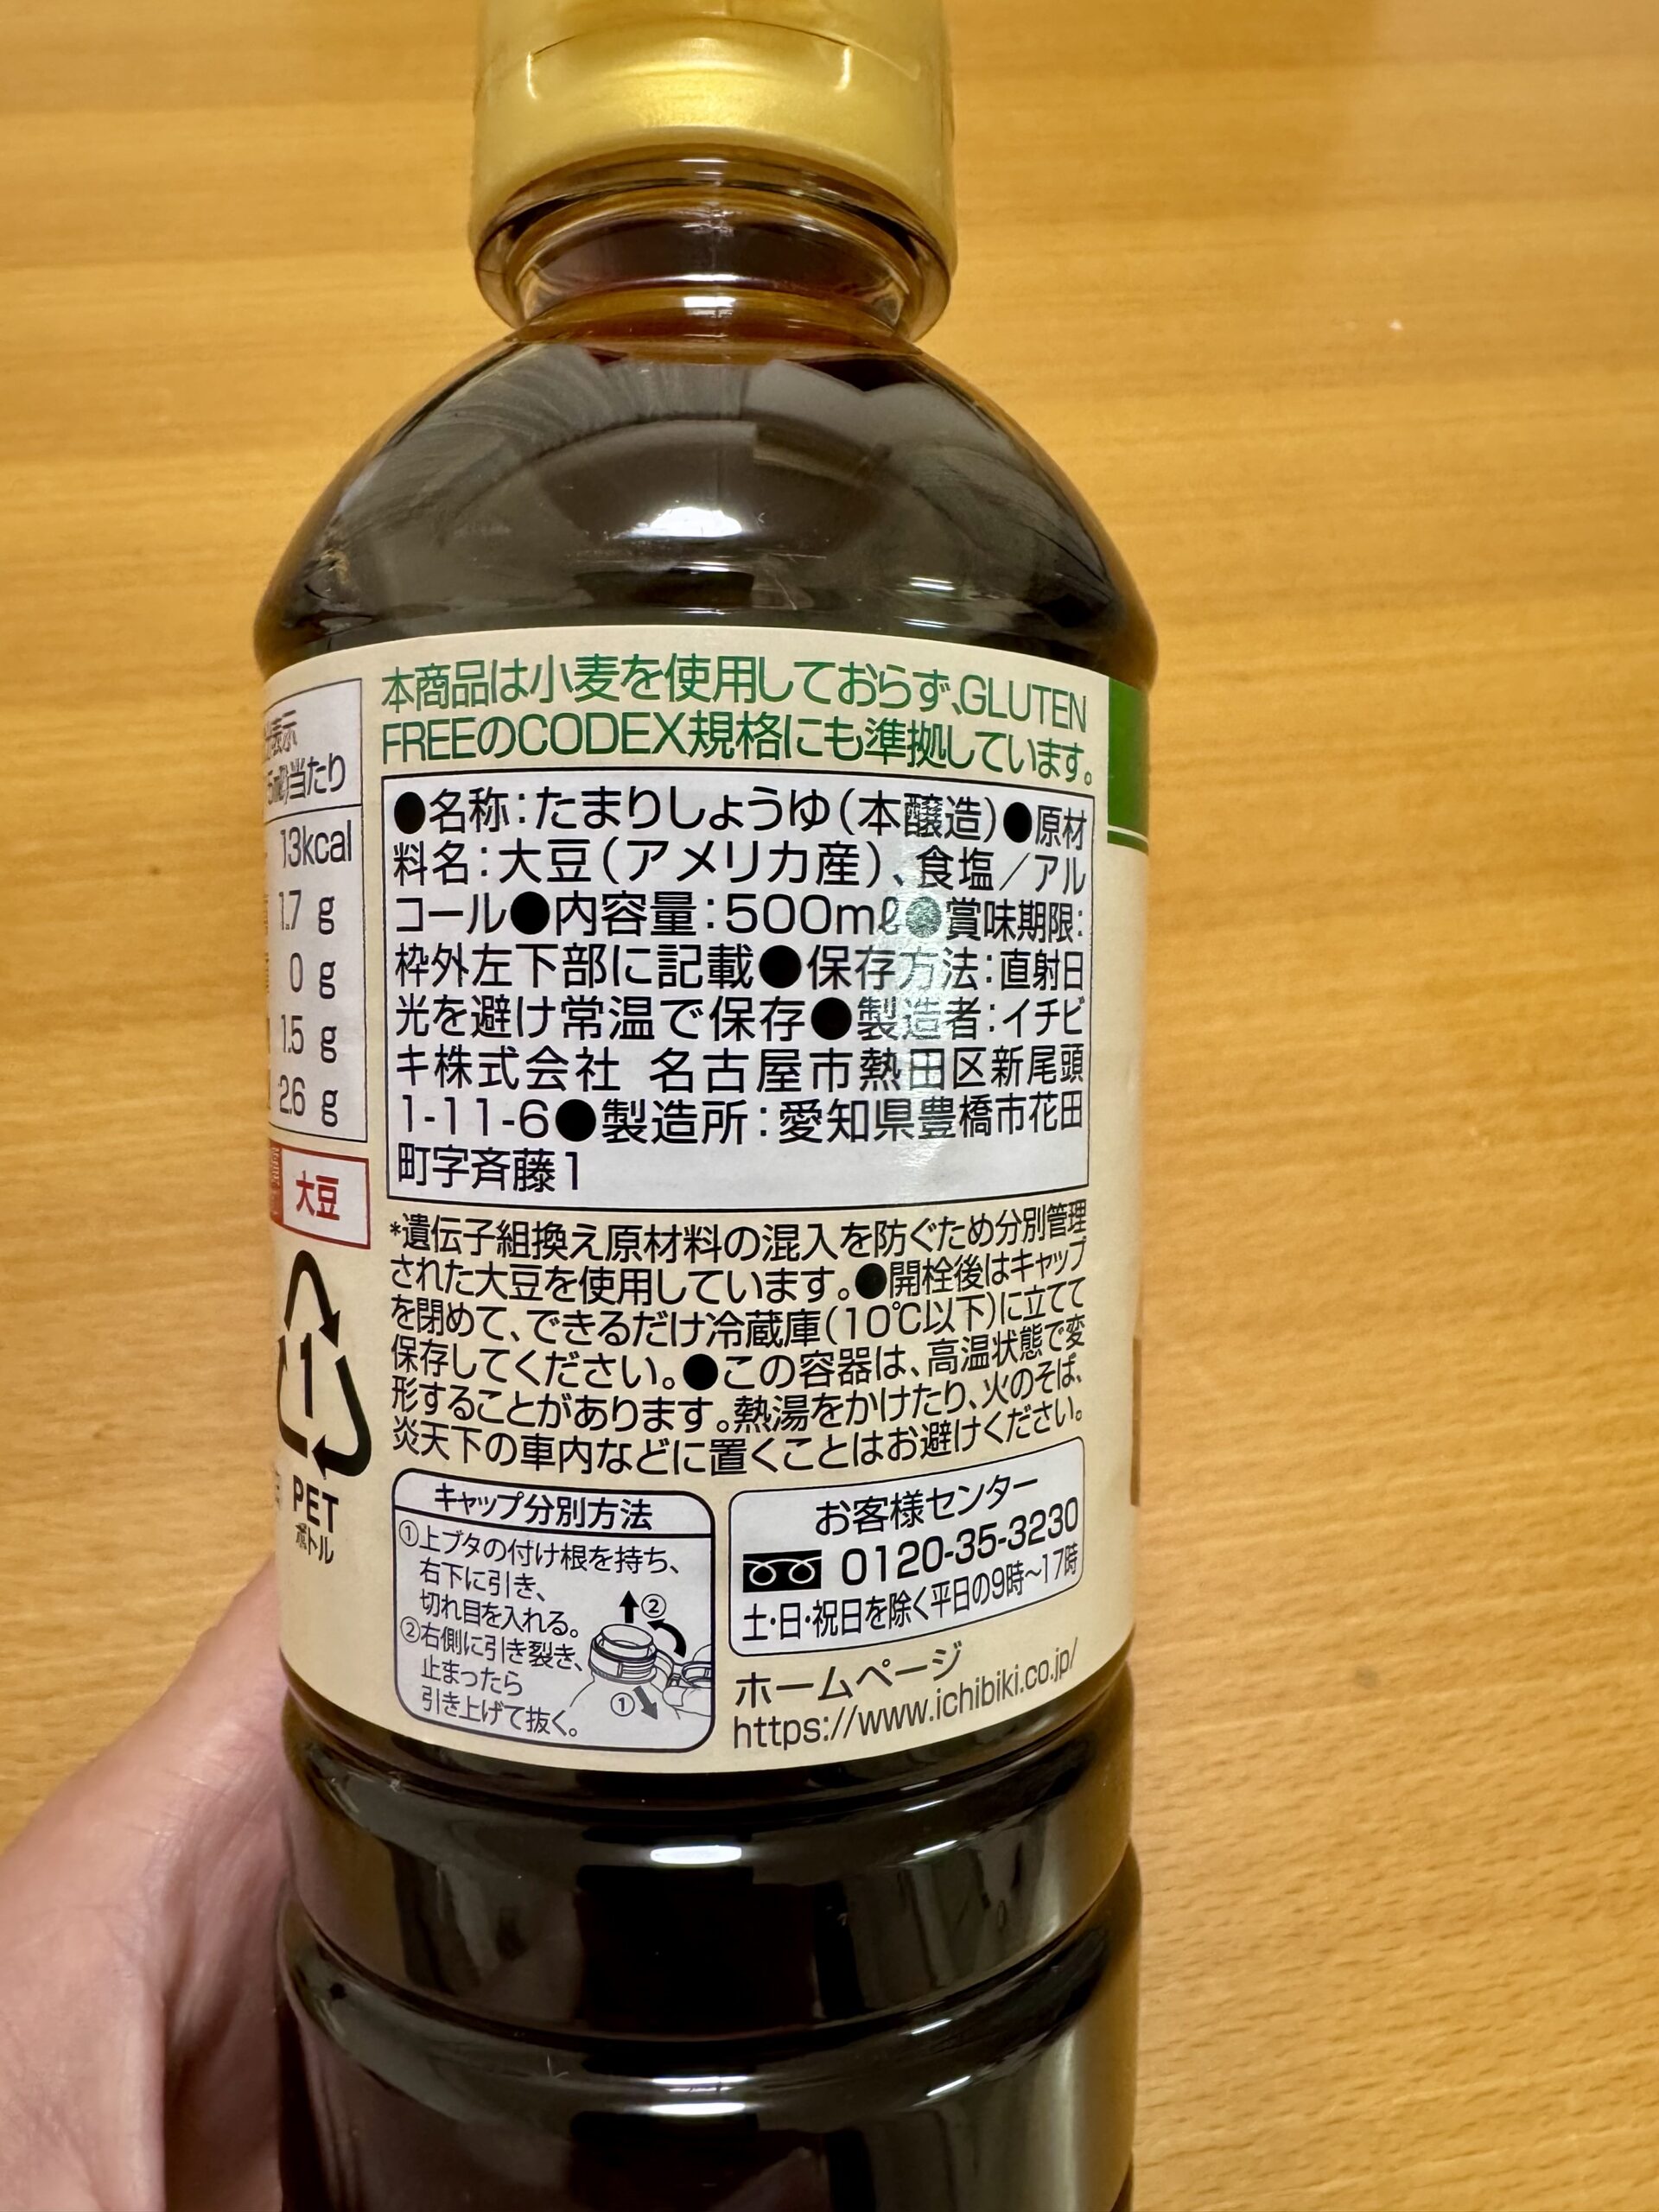 本商品は小麦を使用しておらず、GLUTEN
FREEのCODEX規格にも準拠しています。
●名称：たまりしょうゆ（本醸造）●原材
料名：大豆（アメリカ産）、食塩／アル
コール●内容量：500mℓ●賞味期限：
枠外左下部に記載●保存方法：直射日
光を避け常温で保存●製造者：イチビ
キ株式会社 名古屋市熱田区新尾頭
1-11-6●製造所：愛知県豊橋市花田
町字斉藤1
*遺伝子組換え原材料の混入を防ぐため分別管理
された大豆を使用しています。●開栓後はキャップ
を閉めて、できるだけ冷蔵庫（10℃以下）に立てて
保存してください。●この容器は、高温状態で変
形することがあります。熱湯をかけたり、火のそば、
炎天下の車内などに置くことはお避けください。
キャップ分別方法
①上ブタの付け根を持ち、
右下に引き、
切れ目を入れる。
②右側に引き裂き、
止まったら
引き上げて抜く。
②
①
お客様センター
0120-35-3230
土・日・祝日を除く平日の9時～17時
ホームページ
https://www.ichibiki.co.jp/
表示
当たり
13kcal
1.7 g
0 g
1.5 g
2.6 g
大豆
1
PET
ボトル